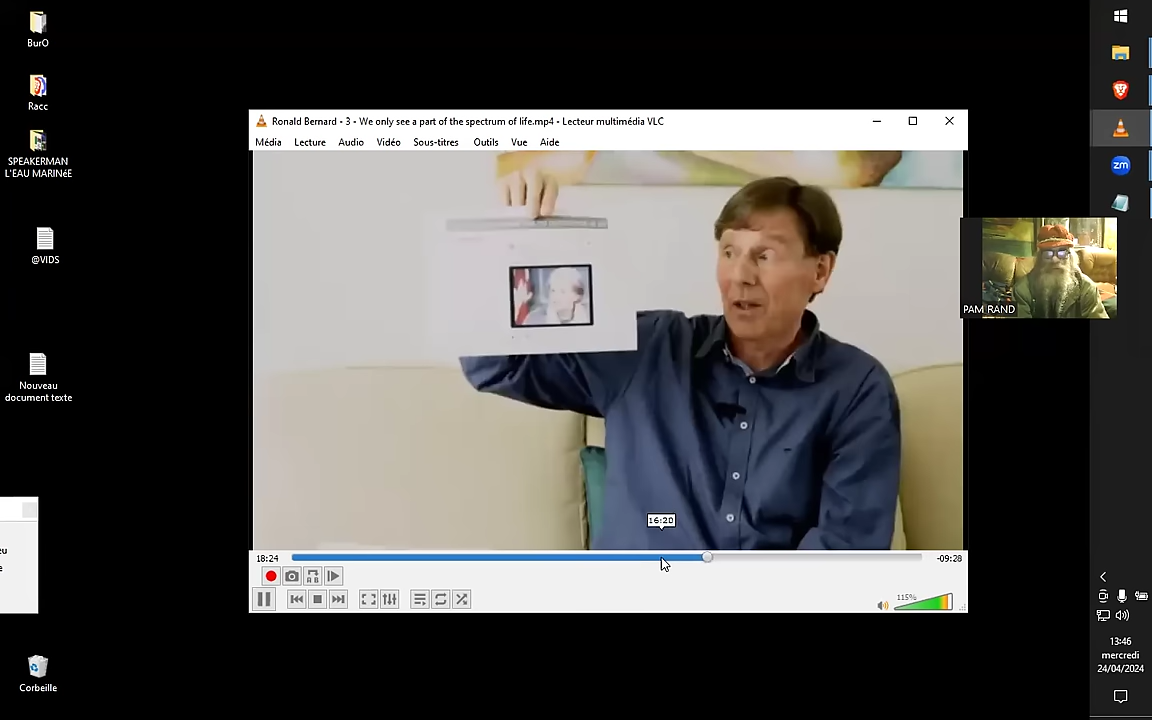 BurO
Racc
SPEAKERMAN
L'EAU MARINéE
@VIDS
Nouveau
document texte
eu
e
Corbeille
Ronald Bernard - 3 - We only see a part of the spectrum of life.mp4 - Lecteur multimédia VLC
Média Lecture Audio Vidéo Sous-titres Outils Vue Aide
16:20
18:24
-09:28
115%
zm
PAM RAND
13:46
mercredi
24/04/2024